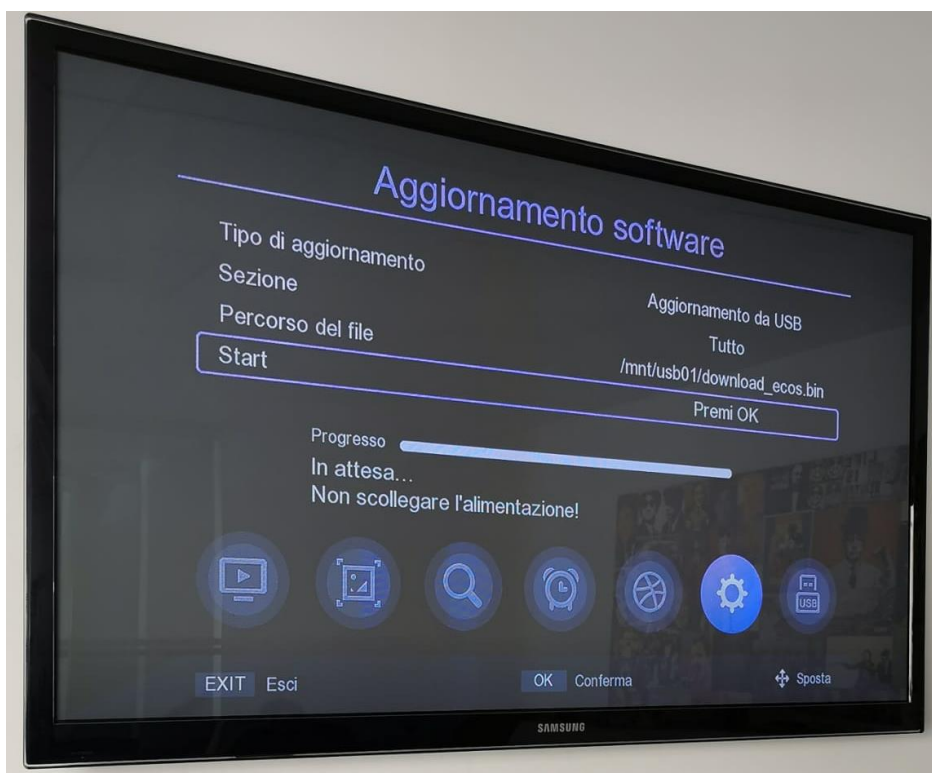 Aggiornamento software
Tipo di aggiornamento Aggiornamento da USB
Sezione Tutto
Percorso del file /mnt/usb01/download_ecos.bin
Start Premi OK
Progresso
In attesa...
Non scollegare l'alimentazione!
USB
EXIT Esci OK Conferma Sposta
SAMSUNG